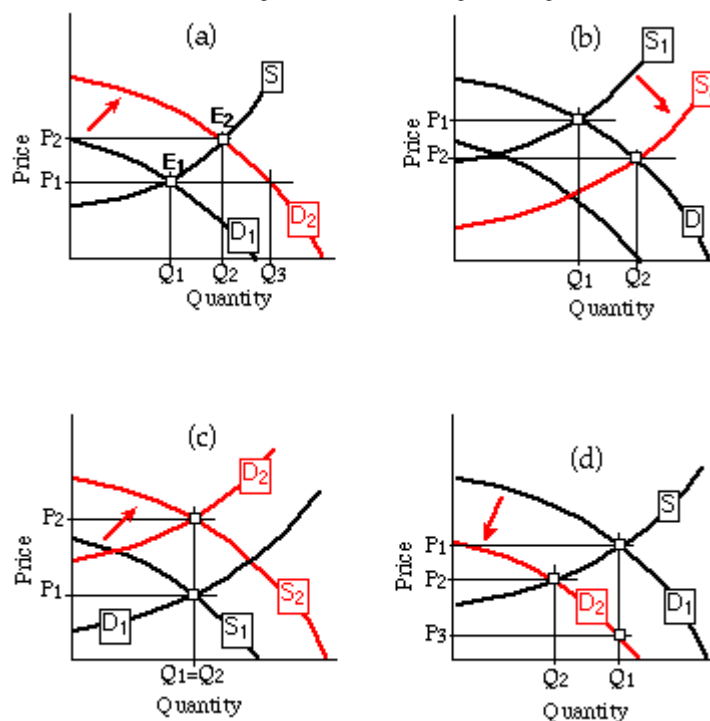 (a)
S
P2
E2
E1
P1
D1
D2
Q1 Q2 Q3
Price
Quantity
(b)
S1
S
P1
P2
D
Q1 Q2
Price
Quantity
(c)
D2
P2
P1
S2
D1
S1
Q1=Q2
Price
Quantity
(d)
S
P1
P2
D2
D1
P3
Q2 Q1
Price
Quantity